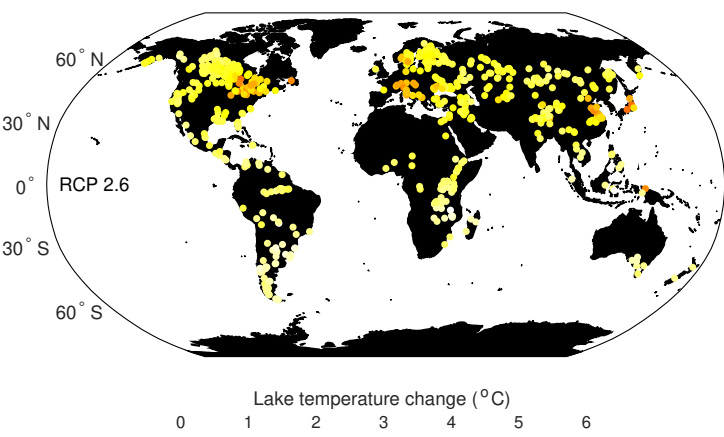 60° N
30° N
0°
RCP 2.6
30° S
60° S
Lake temperature change (°C)
0 1 2 3 4 5 6